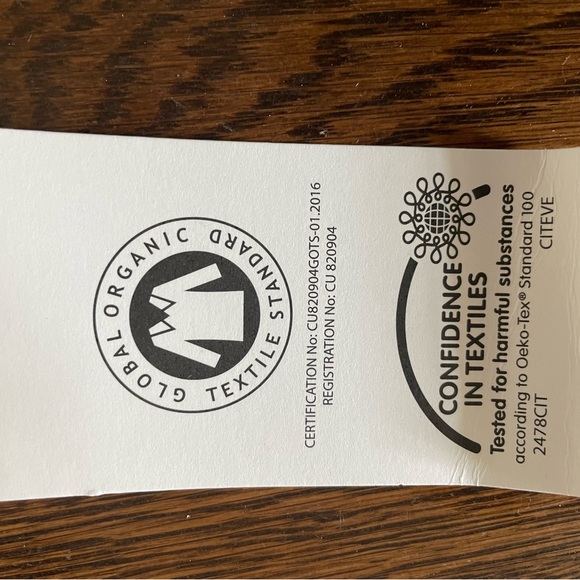 GLOBAL ORGANIC
TEXTILE STANDARD
CERTIFICATION No: CU820904GOTS-01.2016
REGISTRATION No: CU 820904
CONFIDENCE
IN TEXTILES
Tested for harmful substances
according to Oeko-Tex® Standard 100
2478CIT CITEVE